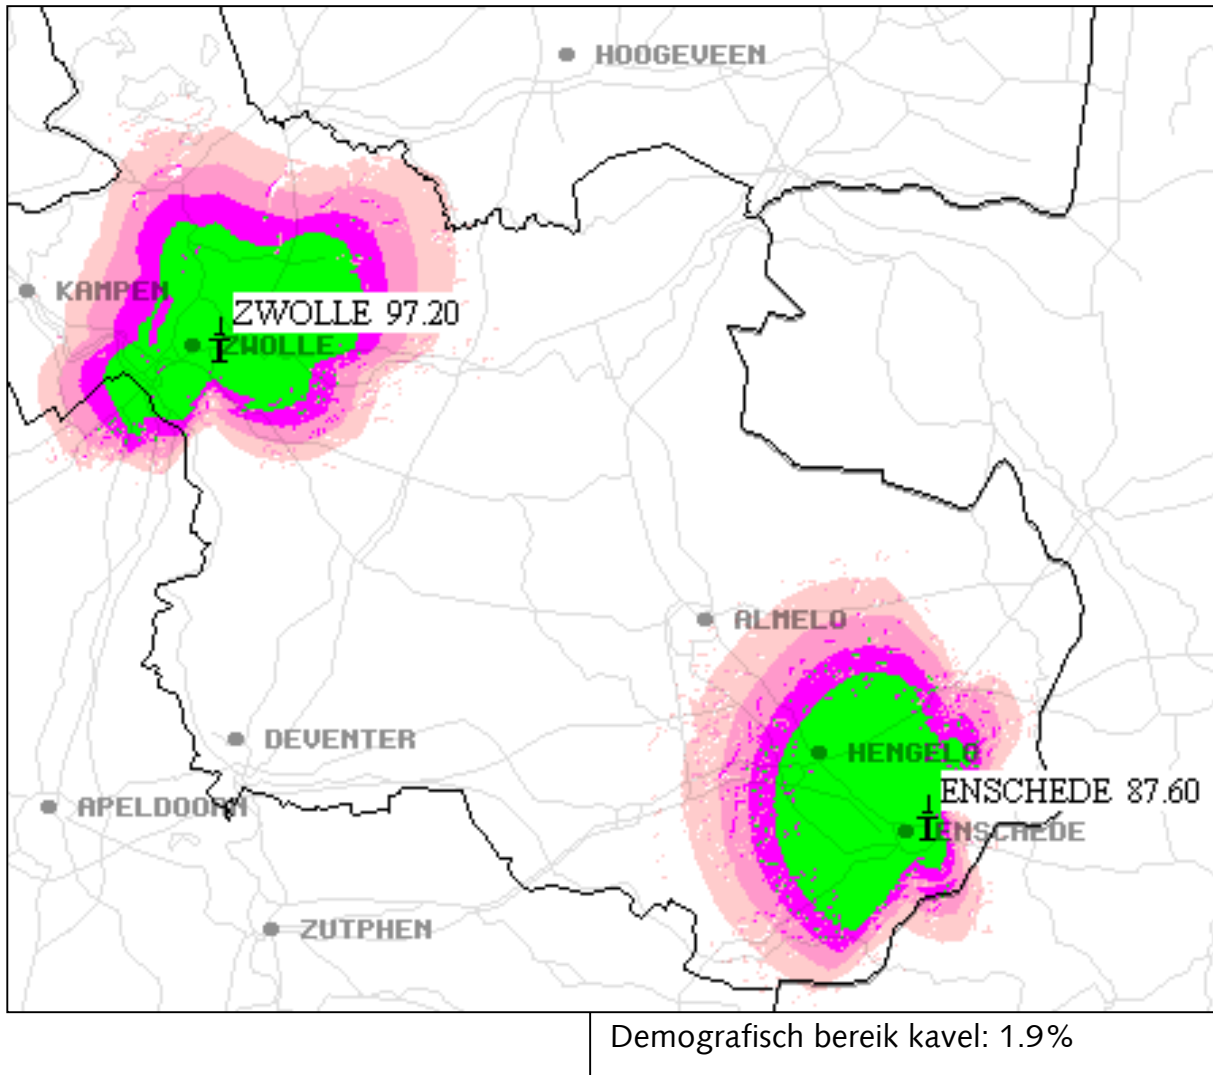 HOOGEVEEN
KAMPEN
ZWOLLE 97.20
ZWOLLE
ALMELO
DEVENTER
HENGELO
ENSCHEDE 87.60
APELDOORN
ENSCHEDE
ZUTPHEN
Demografisch bereik kavel: 1.9%